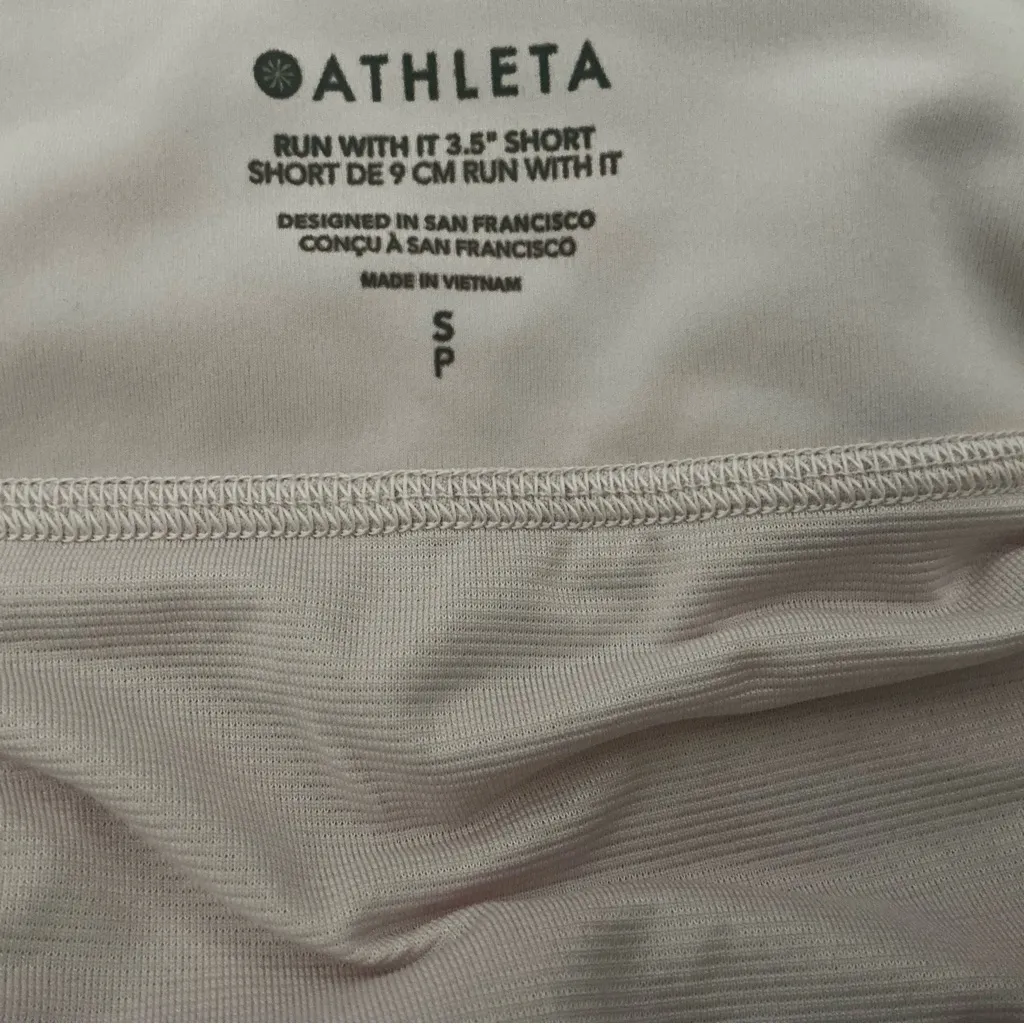 ATHLETA
RUN WITH IT 3.5" SHORT
SHORT DE 9 CM RUN WITH IT
DESIGNED IN SAN FRANCISCO
CONÇU À SAN FRANCISCO
MADE IN VIETNAM
S
P